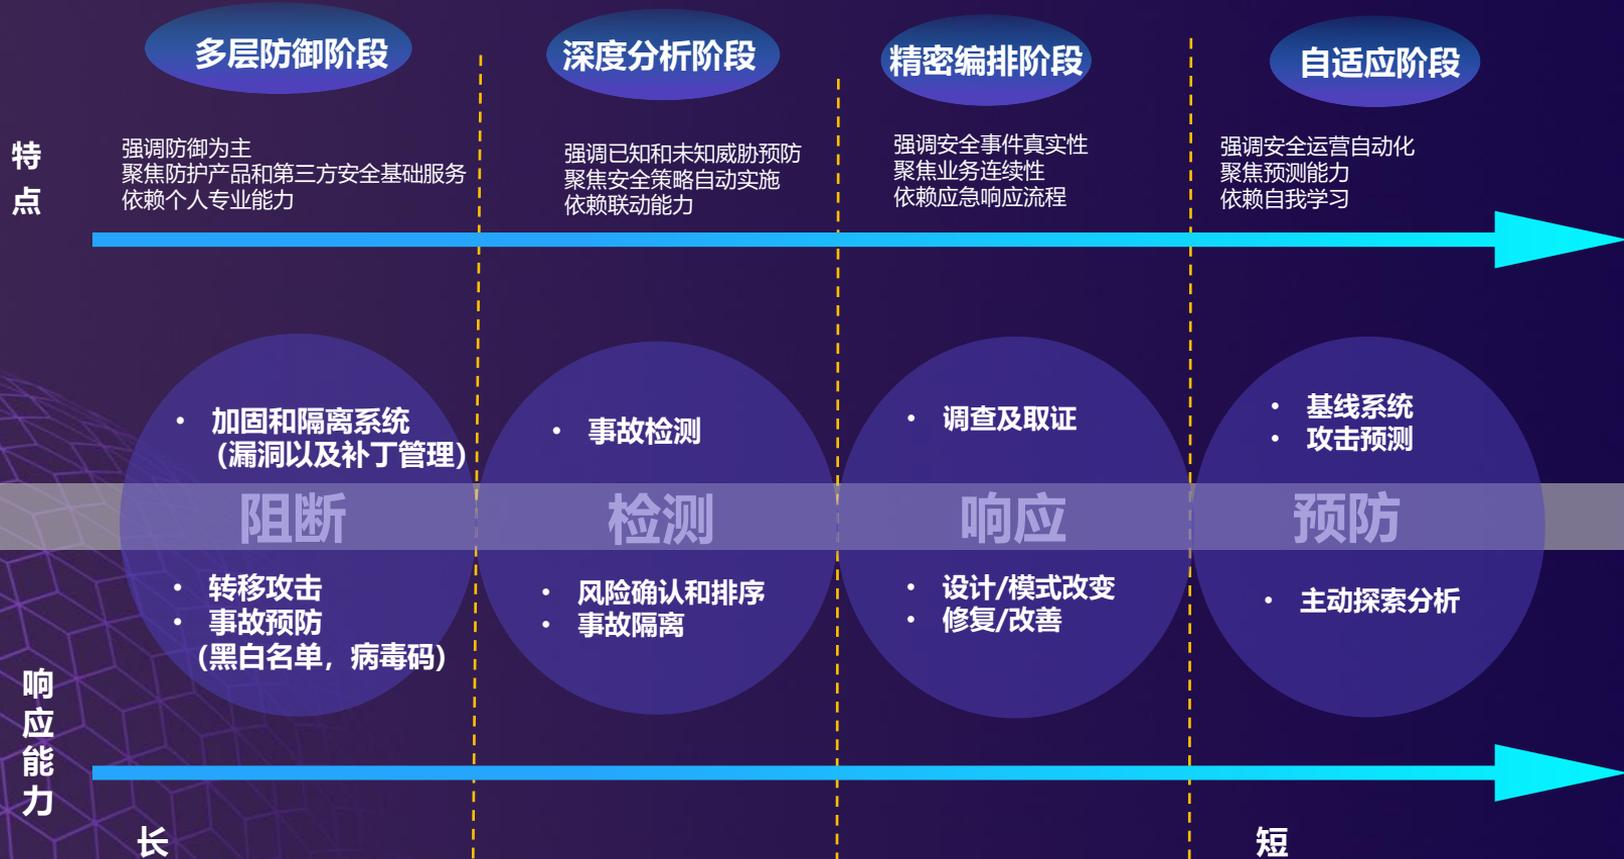 多层防御阶段
深度分析阶段
精密编排阶段
自适应阶段
特点
强调防御为主
聚焦防护产品和第三方安全基础服务
依赖个人专业能力
强调已知和未知威胁预防
聚焦安全策略自动实施
依赖联动能力
强调安全事件真实性
聚焦业务连续性
依赖应急响应流程
强调安全运营自动化
聚焦预测能力
依赖自我学习
• 加固和隔离系统
(漏洞以及补丁管理)
阻断
• 转移攻击
• 事故预防
(黑白名单，病毒码)
• 事故检测
检测
• 风险确认和排序
• 事故隔离
• 调查及取证
响应
• 设计/模式改变
• 修复/改善
• 基线系统
• 攻击预测
预防
• 主动探索分析
响应能力
长
短